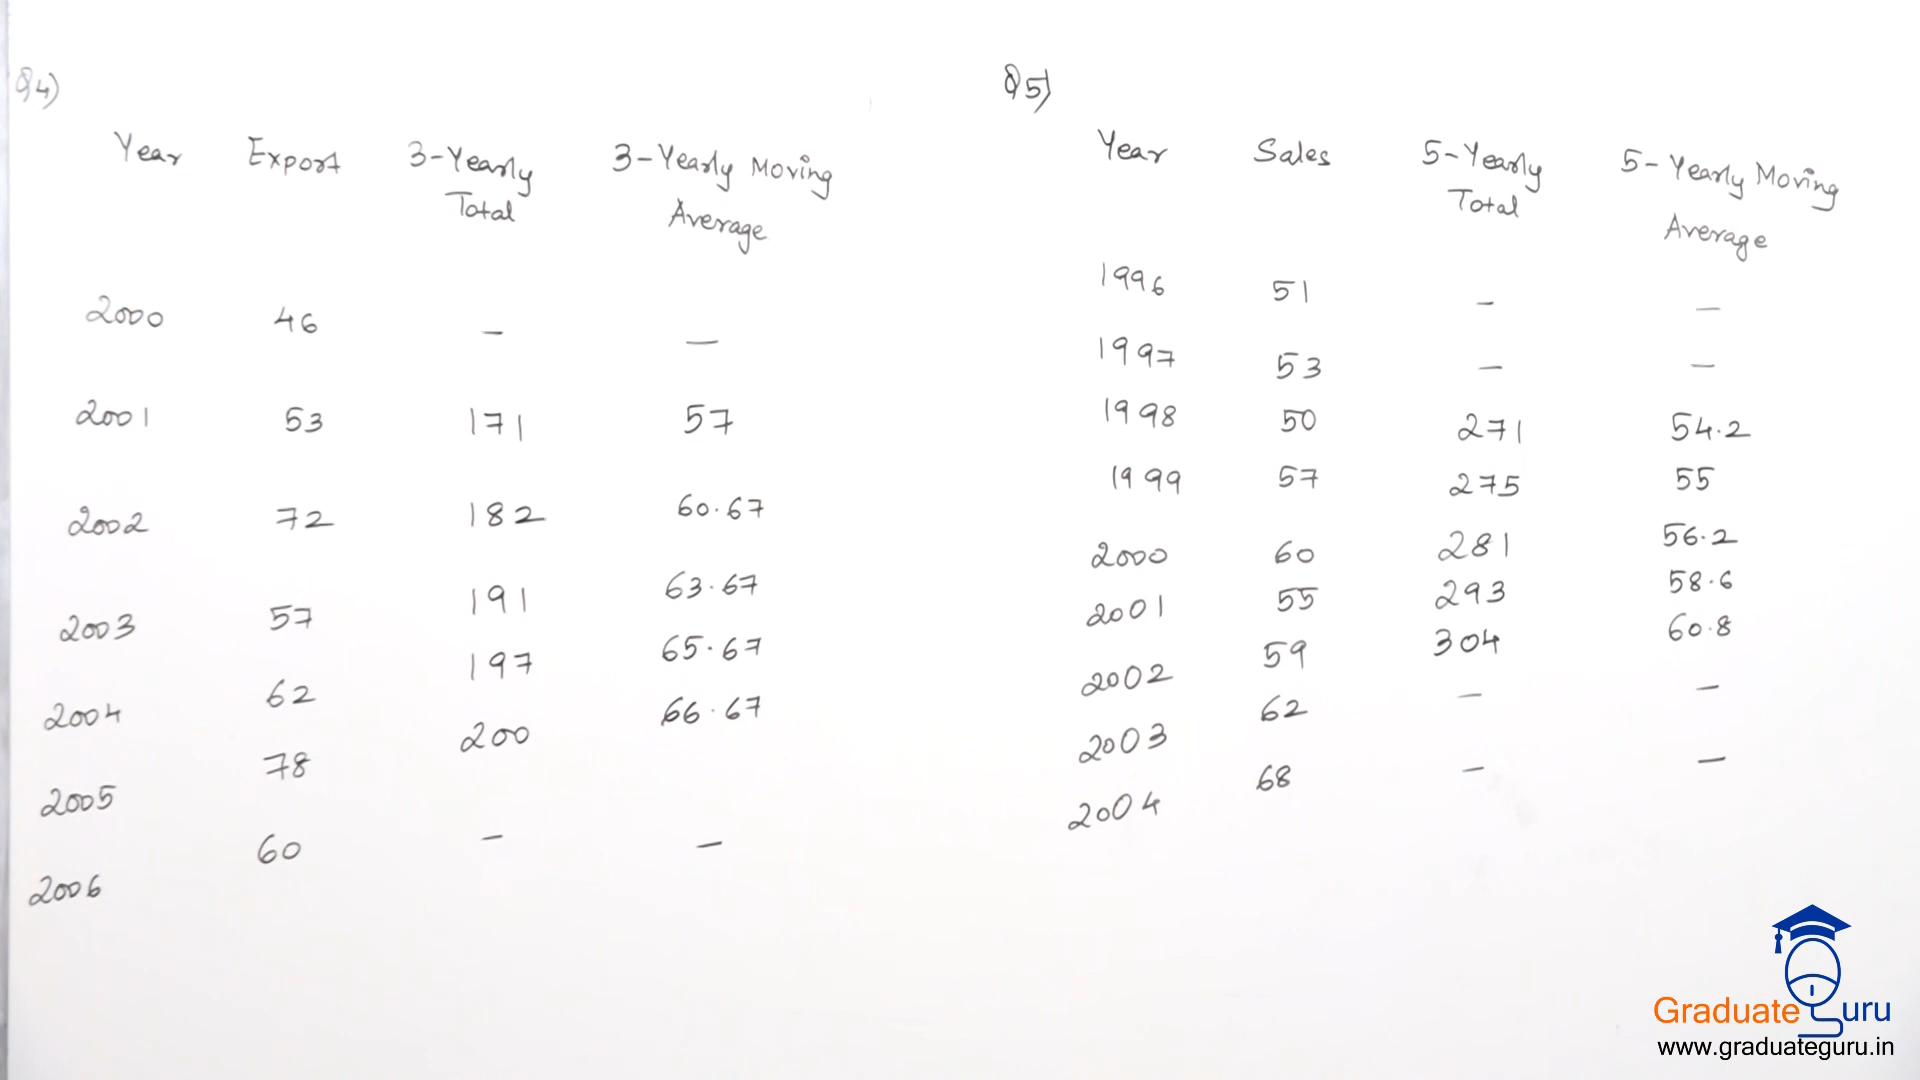 Q4)
Year Export 3-Yearly Total 3-Yearly Moving Average
2000 46 - -
2001 53 171 57
2002 72 182 60.67
2003 57 191 63.67
2004 62 197 65.67
2005 78 200 66.67
2006 60 - -
Q5)
Year Sales 5-Yearly Total 5-Yearly Moving Average
1996 51 - -
1997 53 - -
1998 50 271 54.2
1999 57 275 55
2000 60 281 56.2
2001 55 293 58.6
2002 59 304 60.8
2003 62 - -
2004 68 - -
Graduate Guru
www.graduateguru.in